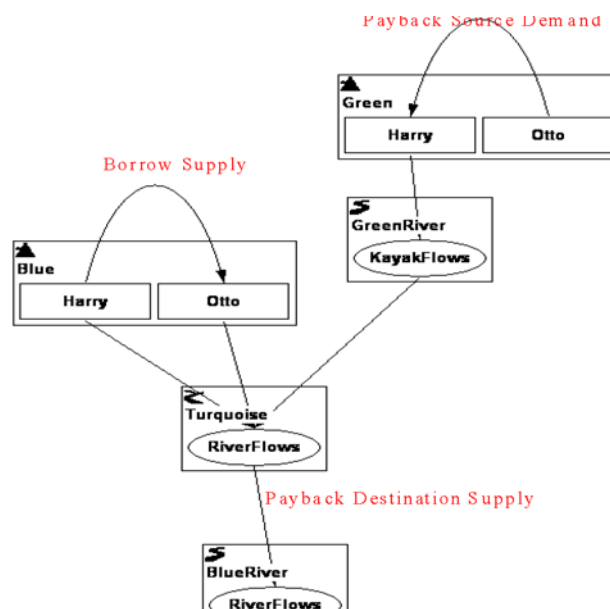 Payback Source Demand
Green
Harry
Otto
Borrow Supply
GreenRiver
KayakFlows
Blue
Harry
Otto
Turquoise
RiverFlows
Payback Destination Supply
BlueRiver
RiverFlows